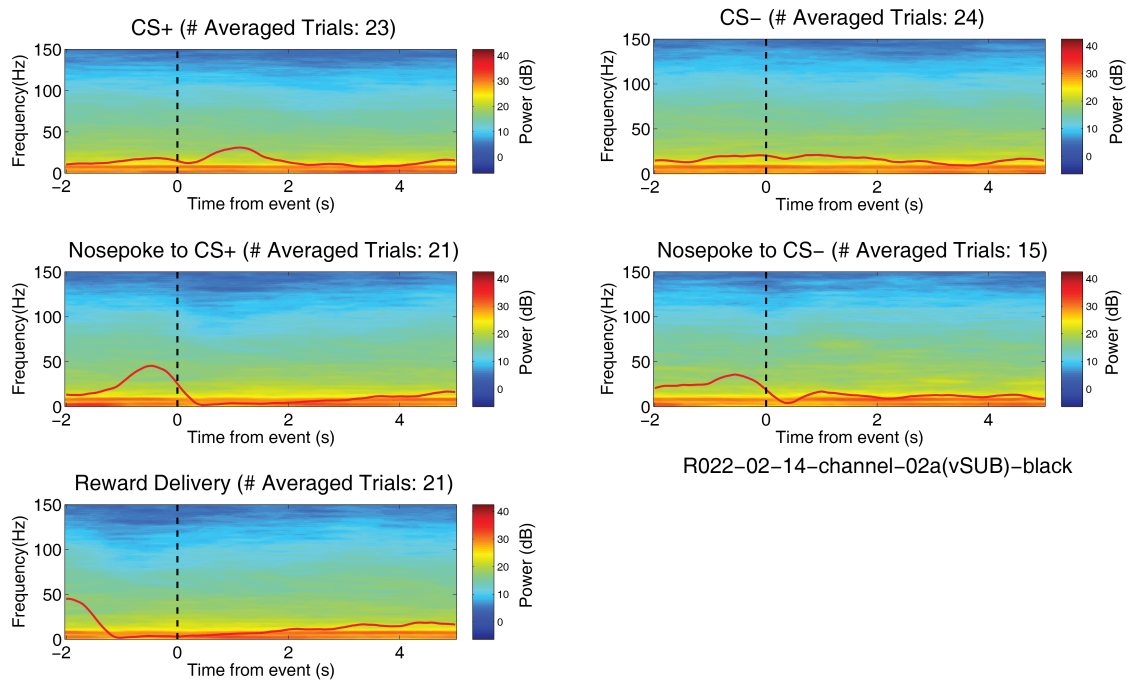 CS+ (# Averaged Trials: 23)
150
100
50
0
Frequency(Hz)
−2 0 2 4
Time from event (s)
40
30
20
10
0
Power (dB)
CS− (# Averaged Trials: 24)
150
100
50
0
Frequency(Hz)
−2 0 2 4
Time from event (s)
40
30
20
10
0
Power (dB)
Nosepoke to CS+ (# Averaged Trials: 21)
150
100
50
0
Frequency(Hz)
−2 0 2 4
Time from event (s)
40
30
20
10
0
Power (dB)
Nosepoke to CS− (# Averaged Trials: 15)
150
100
50
0
Frequency(Hz)
−2 0 2 4
Time from event (s)
40
30
20
10
0
Power (dB)
R022−02−14−channel−02a(vSUB)−black
Reward Delivery (# Averaged Trials: 21)
150
100
50
0
Frequency(Hz)
−2 0 2 4
Time from event (s)
40
30
20
10
0
Power (dB)